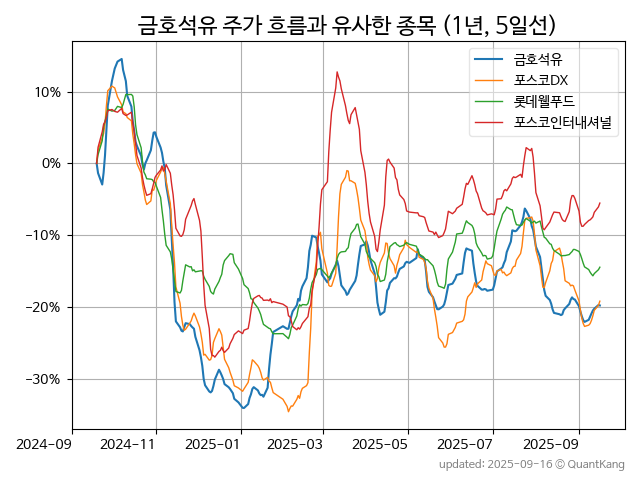 금호석유 주가 흐름과 유사한 종목 (1년, 5일선)
금호석유
포스코DX
롯데웰푸드
포스코인터내셔널
10%
0%
−10%
−20%
−30%
2024-09 2024-11 2025-01 2025-03 2025-05 2025-07 2025-09
updated: 2025-09-16 © QuantKang